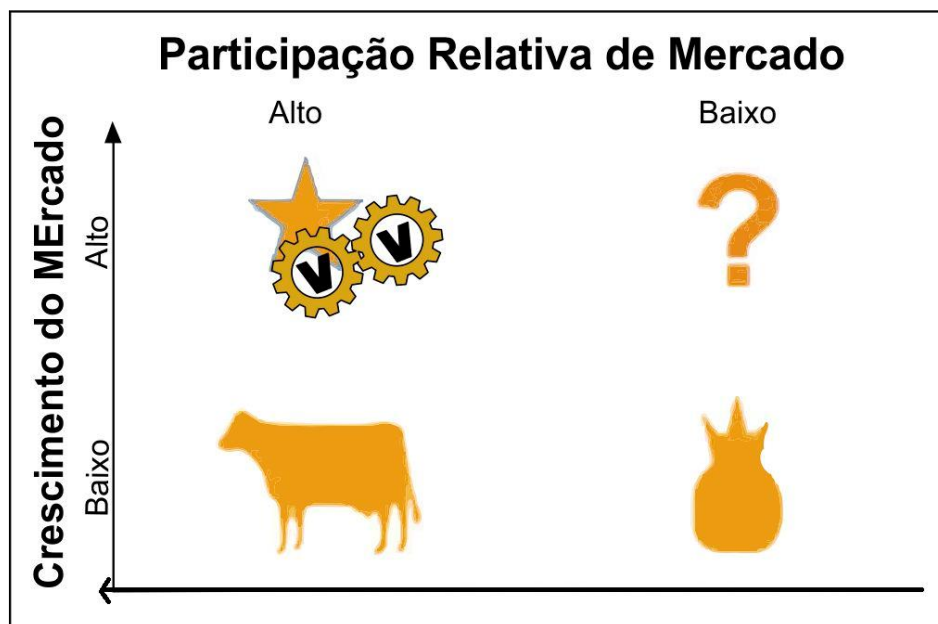 Participação Relativa de Mercado
Alto
Baixo
Crescimento do MErcado
Alto
Baixo
V
V
?